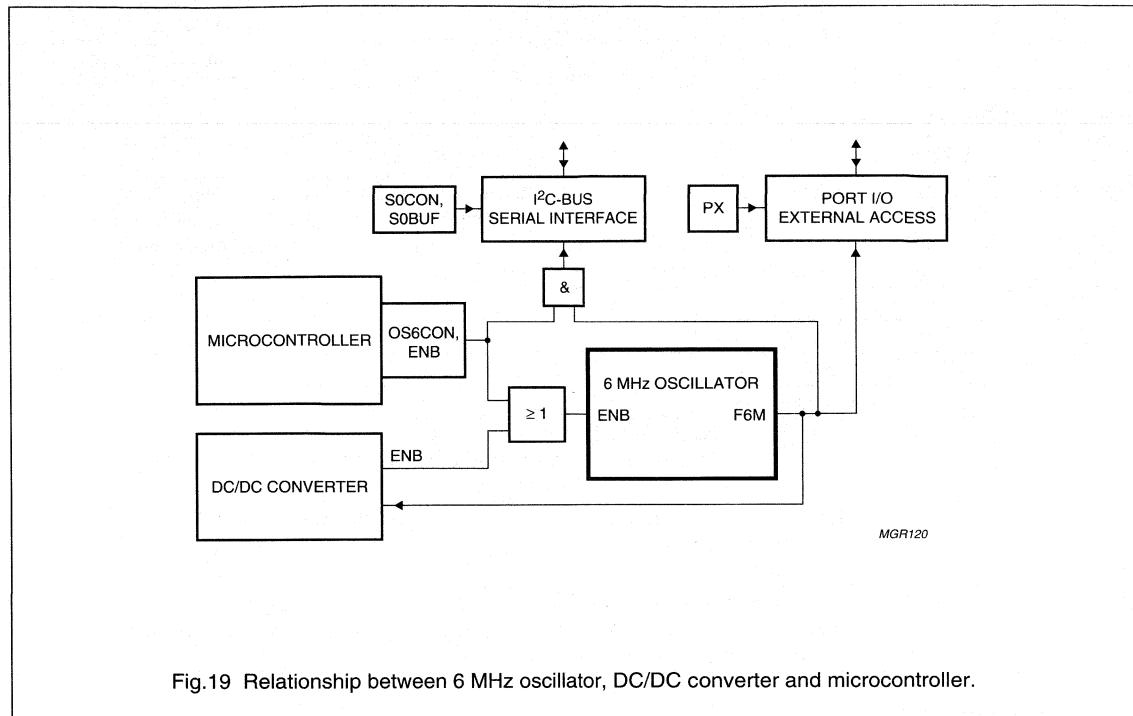 S0CON,
S0BUF
I²C-BUS
SERIAL INTERFACE
PX
PORT I/O
EXTERNAL ACCESS
&
MICROCONTROLLER
OS6CON,
ENB
≥ 1
6 MHz OSCILLATOR
ENB
F6M
DC/DC CONVERTER
ENB
MGR120
Fig.19 Relationship between 6 MHz oscillator, DC/DC converter and microcontroller.